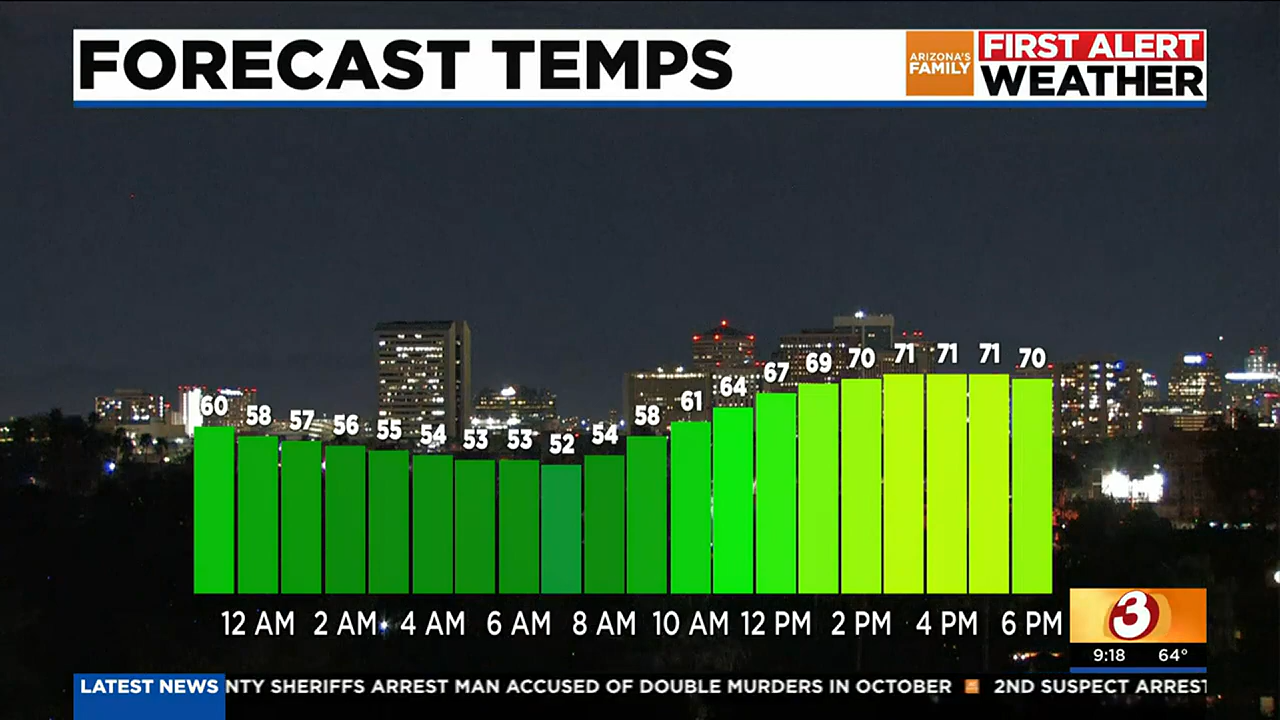 FORECAST TEMPS
ARIZONA'S
FAMILY
FIRST ALERT
WEATHER
60 58 57 56 55 54 53 53 52 54 58 61 64 67 69 70 71 71 71 70
12 AM 2 AM 4 AM 6 AM 8 AM 10 AM 12 PM 2 PM 4 PM 6 PM
3
9:18 64°
LATEST NEWS NTY SHERIFFS ARREST MAN ACCUSED OF DOUBLE MURDERS IN OCTOBER 2ND SUSPECT ARREST